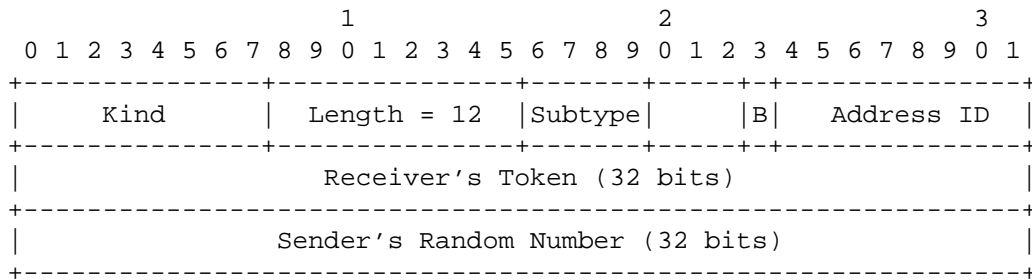 1                   2                   3
 0 1 2 3 4 5 6 7 8 9 0 1 2 3 4 5 6 7 8 9 0 1 2 3 4 5 6 7 8 9 0 1
+---------------+---------------+-------+-----+-+---------------+
|     Kind      |  Length = 12  |Subtype|     |B|   Address ID  |
+---------------+---------------+-------+-----+-+---------------+
|                   Receiver's Token (32 bits)                  |
+---------------------------------------------------------------+
|                Sender's Random Number (32 bits)               |
+---------------------------------------------------------------+